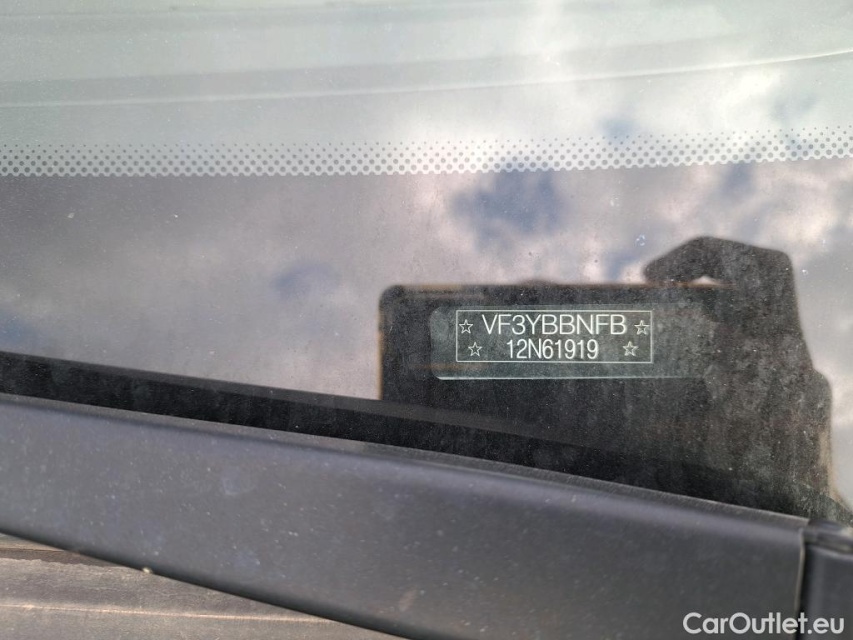 ☆ VF3YBBNFB ☆
☆ 12N61919 ☆
CarOutlet.eu